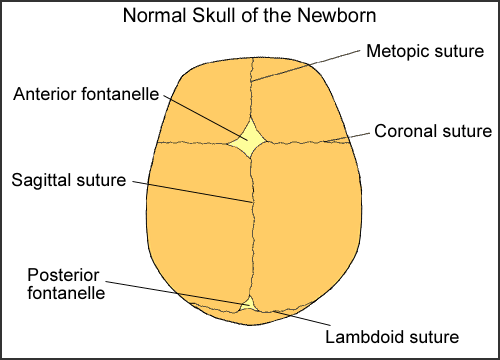 Normal Skull of the Newborn
Metopic suture
Anterior fontanelle
Coronal suture
Sagittal suture
Posterior
fontanelle
Lambdoid suture